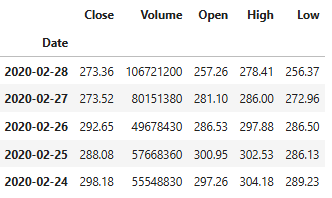 Close Volume Open High Low
Date
2020-02-28 273.36 106721200 257.26 278.41 256.37
2020-02-27 273.52 80151380 281.10 286.00 272.96
2020-02-26 292.65 49678430 286.53 297.88 286.50
2020-02-25 288.08 57668360 300.95 302.53 286.13
2020-02-24 298.18 55548830 297.26 304.18 289.23